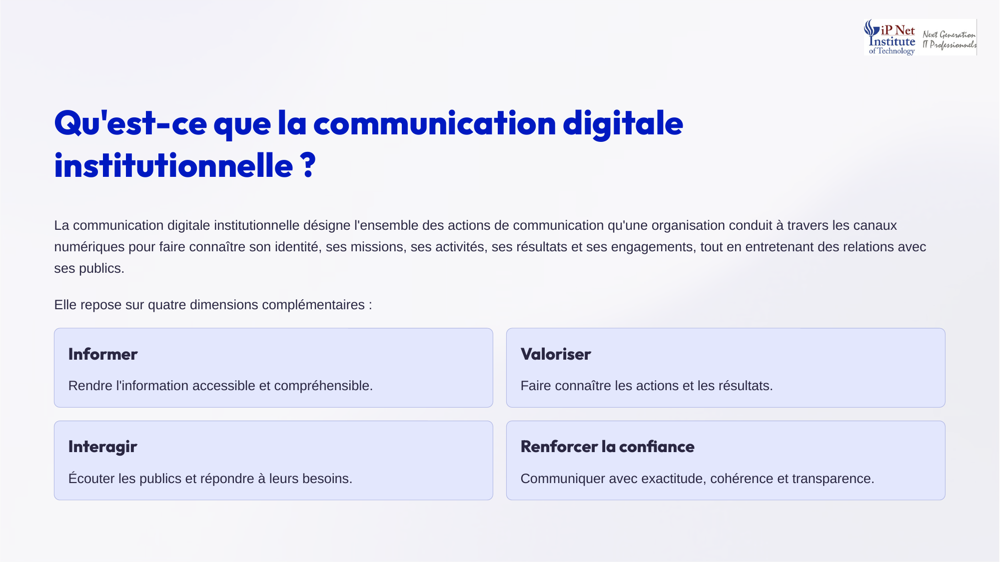 iP Net
Institute
of Technology
Next Generation
IT Professionnels
Qu'est-ce que la communication digitale
institutionnelle ?
La communication digitale institutionnelle désigne l'ensemble des actions de communication qu'une organisation conduit à travers les canaux
numériques pour faire connaître son identité, ses missions, ses activités, ses résultats et ses engagements, tout en entretenant des relations avec
ses publics.
Elle repose sur quatre dimensions complémentaires :
Informer
Rendre l'information accessible et compréhensible.
Valoriser
Faire connaître les actions et les résultats.
Interagir
Écouter les publics et répondre à leurs besoins.
Renforcer la confiance
Communiquer avec exactitude, cohérence et transparence.